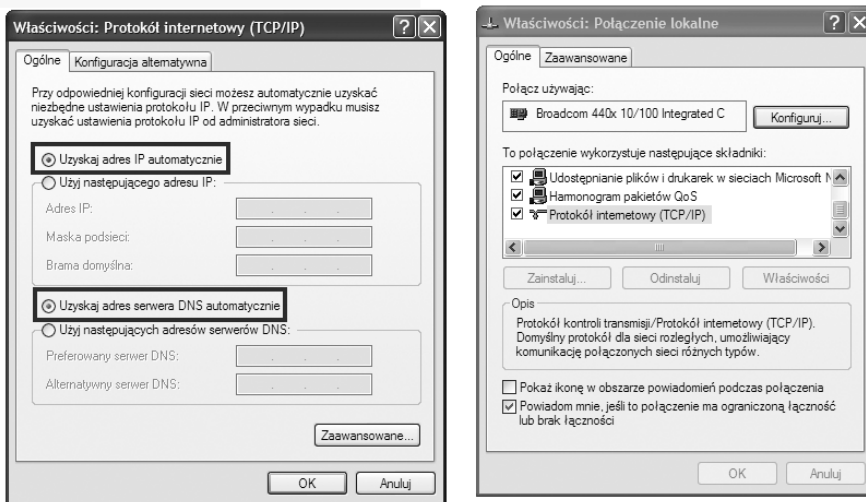 Właściwości: Protokół internetowy (TCP/IP)
Ogólne
Konfiguracja alternatywna
Przy odpowiedniej konfiguracji sieci możesz automatycznie uzyskać
niezbędne ustawienia protokołu IP. W przeciwnym wypadku musisz
uzyskać ustawienia protokołu IP od administratora sieci.
Uzyskaj adres IP automatycznie
Użyj następującego adresu IP:
Adres IP:
Maska podsieci:
Brama domyślna:
Uzyskaj adres serwera DNS automatycznie
Użyj następujących adresów serwerów DNS:
Preferowany serwer DNS:
Alternatywny serwer DNS:
Zaawansowane...
OK
Anuluj
Właściwości: Połączenie lokalne
Ogólne
Zaawansowane
Połącz używając:
Broadcom 440x 10/100 Integrated C
Konfiguruj...
To połączenie wykorzystuje następujące składniki:
Udostępnianie plików i drukarek w sieciach Microsoft N
Harmonogram pakietów QoS
Protokół internetowy (TCP/IP)
Zainstaluj...
Odinstaluj
Właściwości
Opis
Protokół kontroli transmisji/Protokół internetowy (TCP/IP).
Domyślny protokół dla sieci rozległych, umożliwiający
komunikację połączonych sieci różnych typów.
Pokaż ikonę w obszarze powiadomień podczas połączenia
Powiadom mnie, jeśli to połączenie ma ograniczoną łączność
lub brak łączności
OK
Anuluj